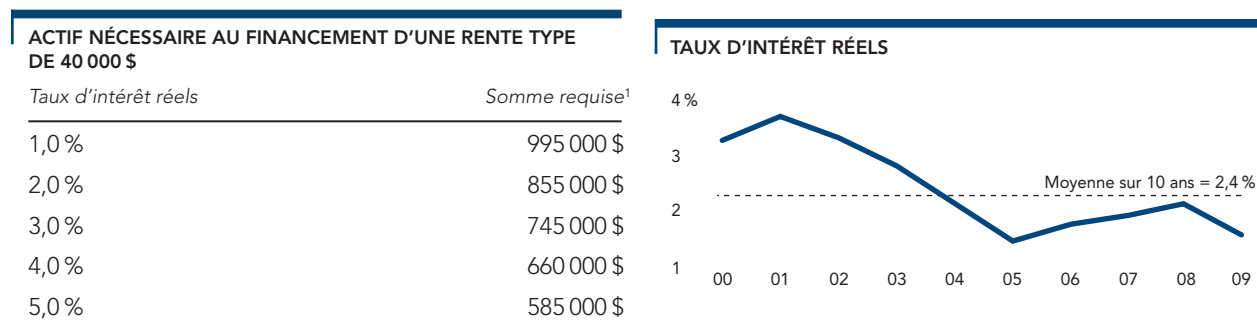 ACTIF NÉCESSAIRE AU FINANCEMENT D’UNE RENTE TYPE
DE 40 000 $
Taux d’intérêt réels Somme requise¹
1,0 % 995 000 $
2,0 % 855 000 $
3,0 % 745 000 $
4,0 % 660 000 $
5,0 % 585 000 $
TAUX D’INTÉRÊT RÉELS
4 %
3
Moyenne sur 10 ans = 2,4 %
2
1
00 01 02 03 04 05 06 07 08 09